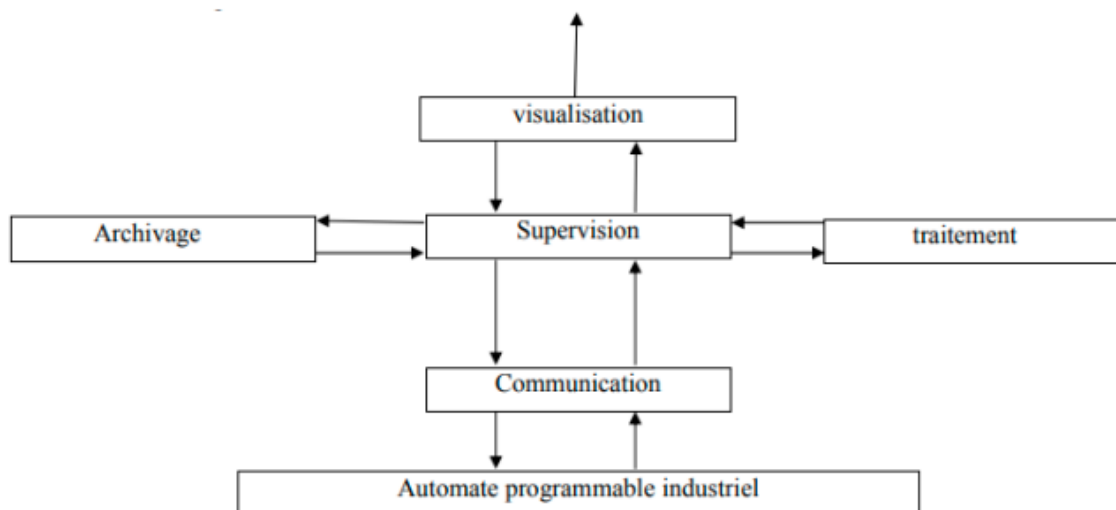 visualisation
Archivage
Supervision
traitement
Communication
Automate programmable industriel